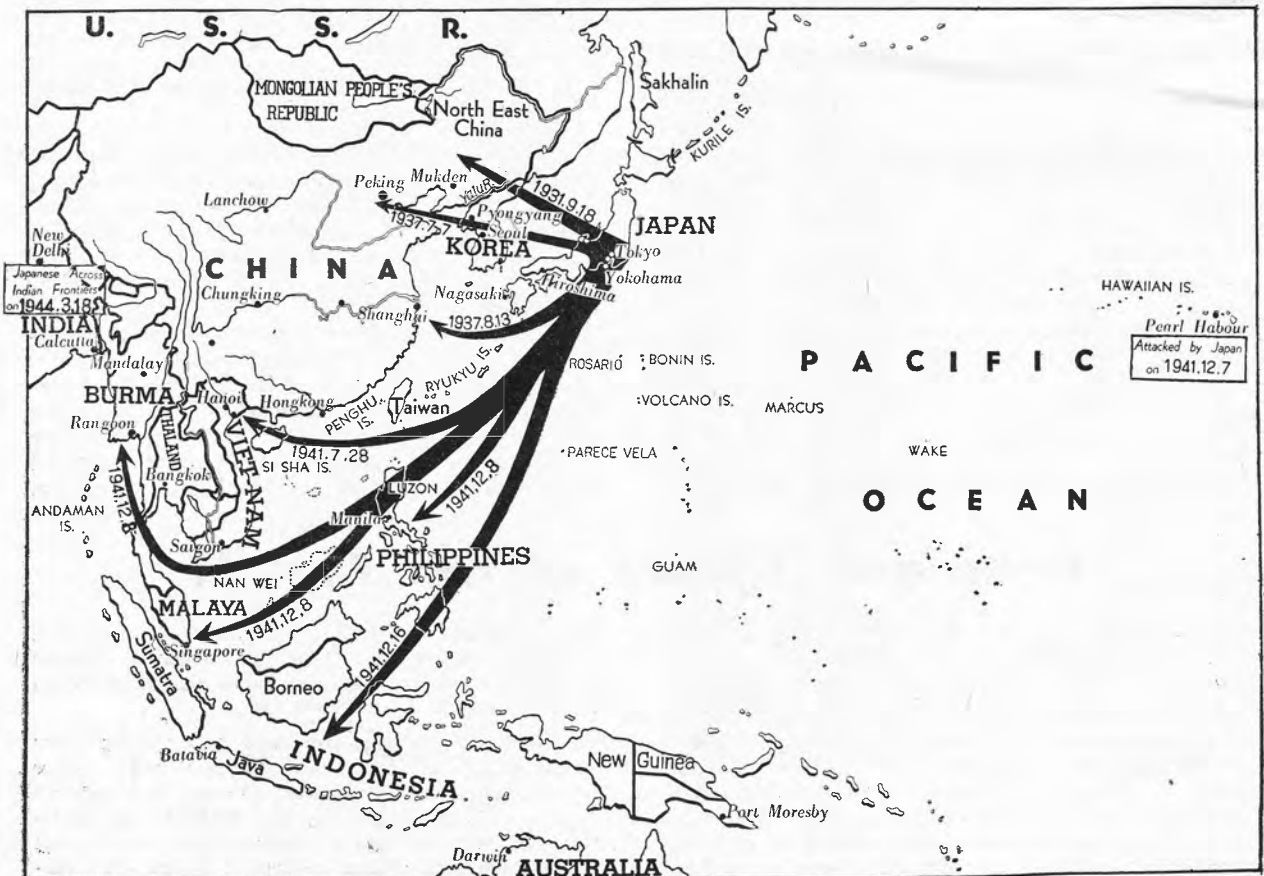 U. S. S. R.
MONGOLIAN PEOPLE'S
REPUBLIC
North East
China
Sakhalin
KURILE IS.
Peking
Mukden
YaluR.
Lanchow
1931.9.18
1937.7.7
Pyongyang
Seoul
KOREA
JAPAN
Tokyo
Yokohama
Hiroshima
Nagasaki
New
Delhi
Japanese Across
Indian Frontiers
on 1944.3.18
INDIA
Calcutta
CHINA
Chungking
Shanghai
1937.8.13
HAWAIIAN IS.
Pearl Habour
Attacked by Japan
on 1941.12.7
PACIFIC
OCEAN
Mandalay
BURMA
Hanoi
Hongkong
PENGHU
IS.
Taiwan
RYUKYU IS.
ROSARIO
BONIN IS.
VOLCANO IS.
MARCUS
Rangoon
THAILAND
VIET-NAM
1941.7.28
SI SHA IS.
PARECE VELA
WAKE
1941.12.8
Bangkok
LUZON
1941.12.8
ANDAMAN
IS.
Manila
Saigon
PHILIPPINES
GUAM
NAN WEI
MALAYA
1941.12.8
Singapore
Sumatra
Borneo
1941.12.16
Batavia
Java
INDONESIA
New Guinea
Port Moresby
Darwin
AUSTRALIA